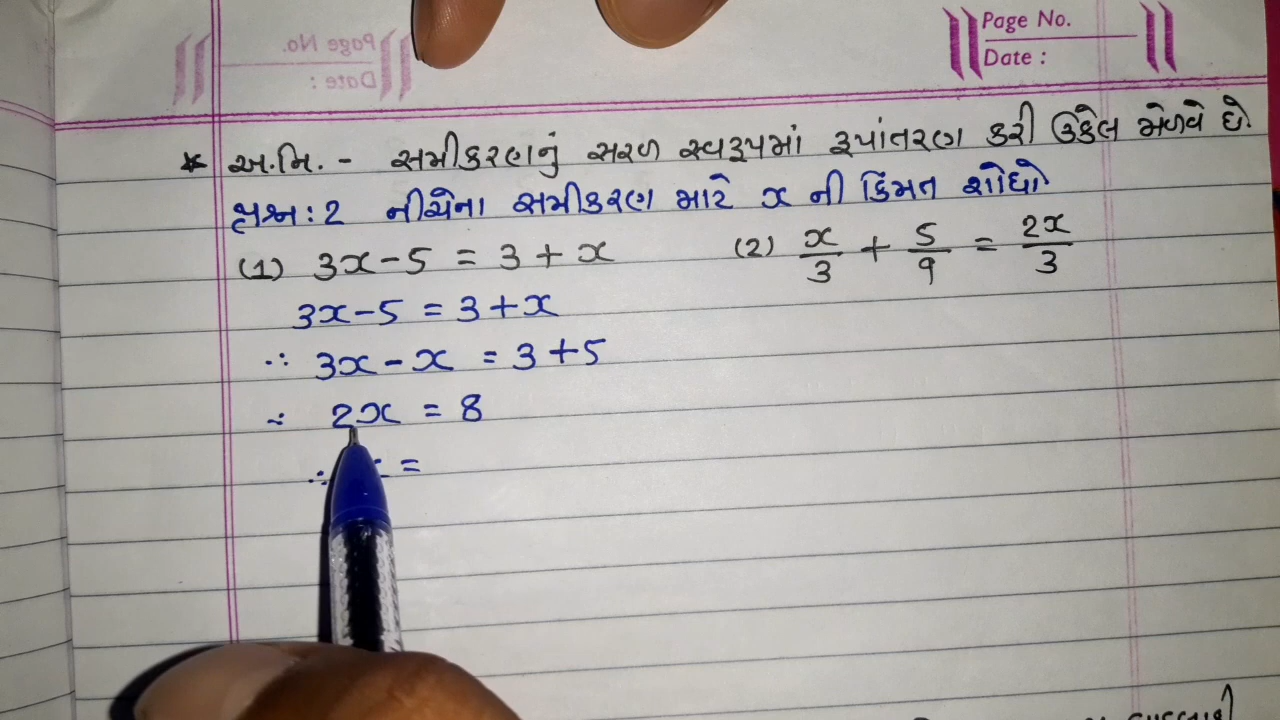 Page No.
Date :
* અ.નિ. - સમીકરણનું સરળ સ્વરૂપમાં રૂપાંતરણ કરી ઉકેલ મેળવે છે.
પ્રશ્ન : 2 નીચેના સમીકરણ માટે x ની કિંમત શોધો
(1) 3x - 5 = 3 + x (2) x/3 + 5/9 = 2x/3
3x - 5 = 3 + x
∴ 3x - x = 3 + 5
∴ 2x = 8
∴ =